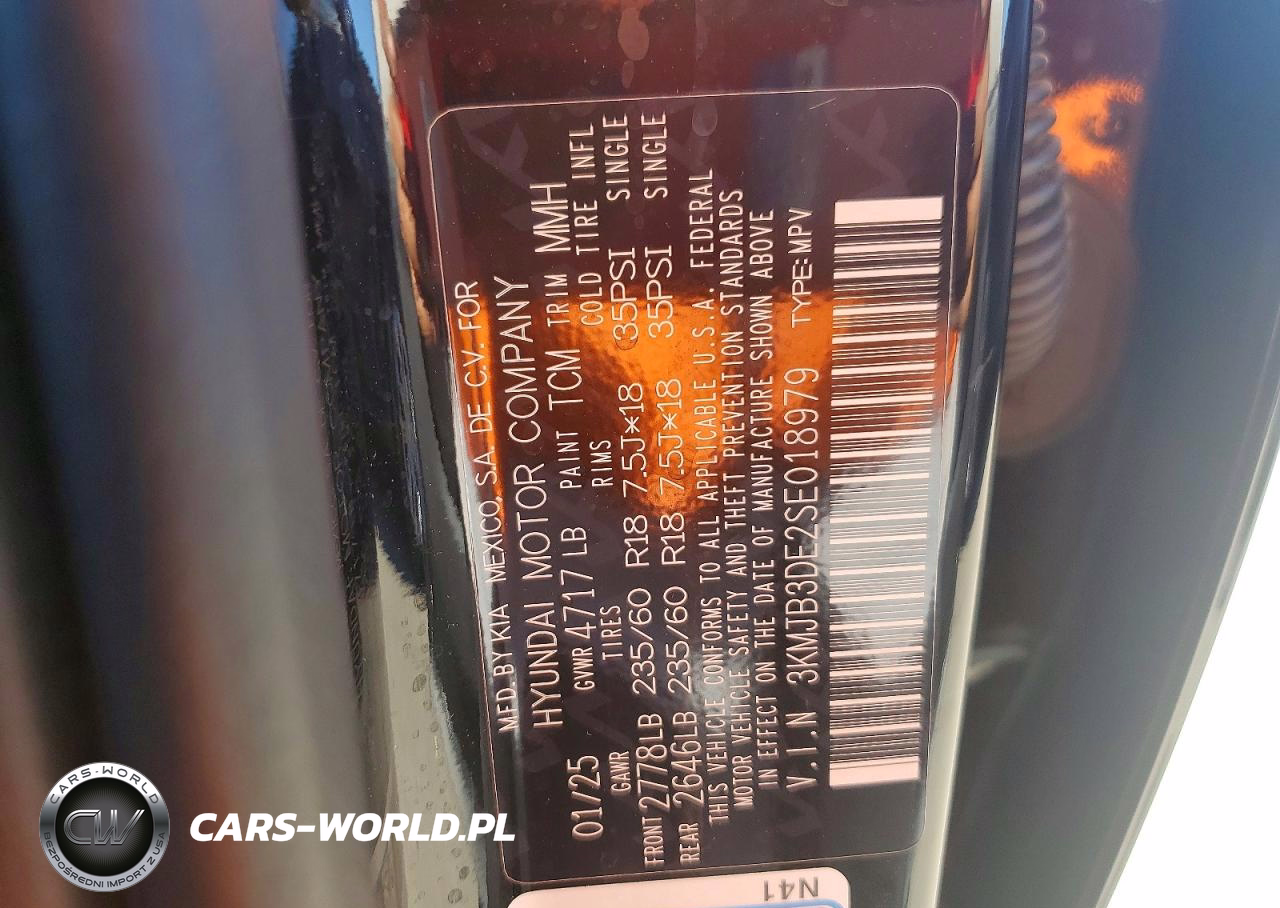 MFD. BY KIA MEXICO, S.A. DE C.V. FOR
HYUNDAI MOTOR COMPANY
01/25 GVWR 4717 LB PAINT TCM TRIM MMH
GAWR TIRES RIMS COLD TIRE INFL
FRONT 2778LB 235/60 R18 7.5J*18 35PSI SINGLE
REAR 2646LB 235/60 R18 7.5J*18 35PSI SINGLE
THIS VEHICLE CONFORMS TO ALL APPLICABLE U.S.A. FEDERAL
MOTOR VEHICLE SAFETY AND THEFT PREVENTION STANDARDS
IN EFFECT ON THE DATE OF MANUFACTURE SHOWN ABOVE
V.I.N 3KMJB3DE2SE018979 TYPE:MPV
N41
CARS-WORLD
CW
BEZPOŚREDNI IMPORT Z USA
CARS-WORLD.PL